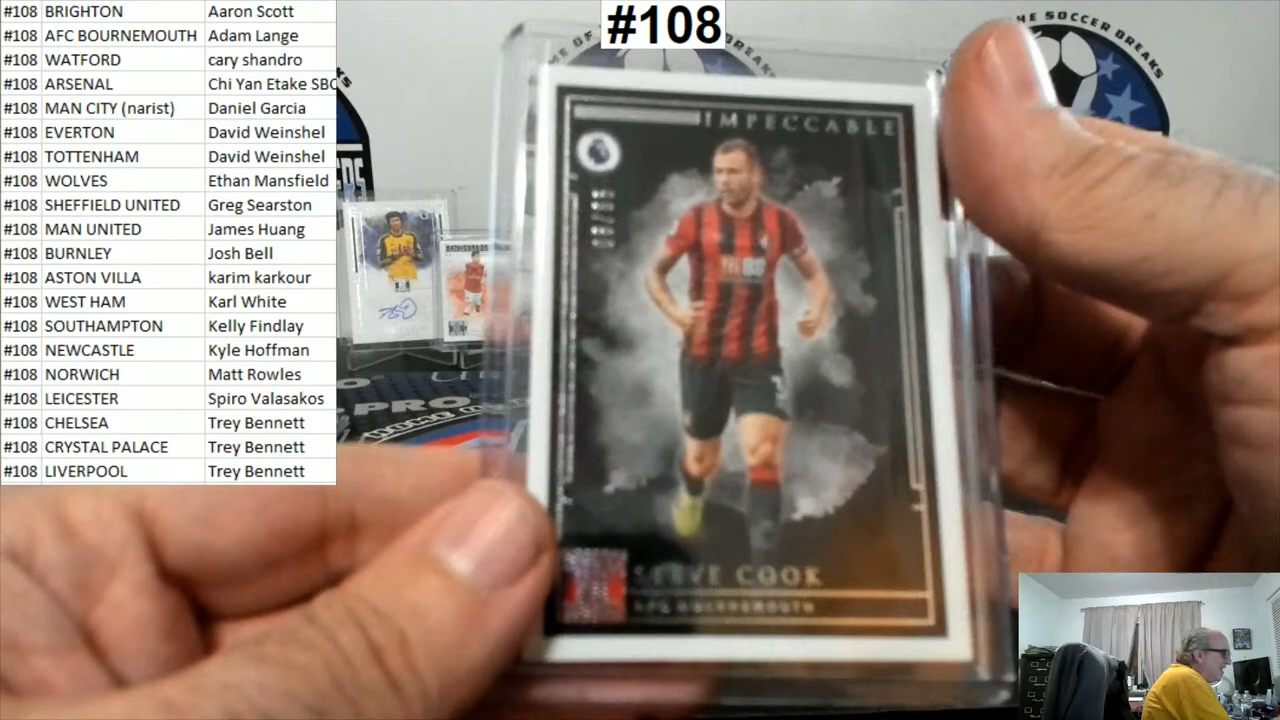 #108
#108 BRIGHTON Aaron Scott
#108 AFC BOURNEMOUTH Adam Lange
#108 WATFORD cary shandro
#108 ARSENAL Chi Yan Etake SBC
#108 MAN CITY (narist) Daniel Garcia
#108 EVERTON David Weinshel
#108 TOTTENHAM David Weinshel
#108 WOLVES Ethan Mansfield
#108 SHEFFIELD UNITED Greg Searston
#108 MAN UNITED James Huang
#108 BURNLEY Josh Bell
#108 ASTON VILLA karim karkour
#108 WEST HAM Karl White
#108 SOUTHAMPTON Kelly Findlay
#108 NEWCASTLE Kyle Hoffman
#108 NORWICH Matt Rowles
#108 LEICESTER Spiro Valasakos
#108 CHELSEA Trey Bennett
#108 CRYSTAL PALACE Trey Bennett
#108 LIVERPOOL Trey Bennett
IMPECCABLE
STEVE COOK
AFC BOURNEMOUTH
THE SOCCER BREAKS